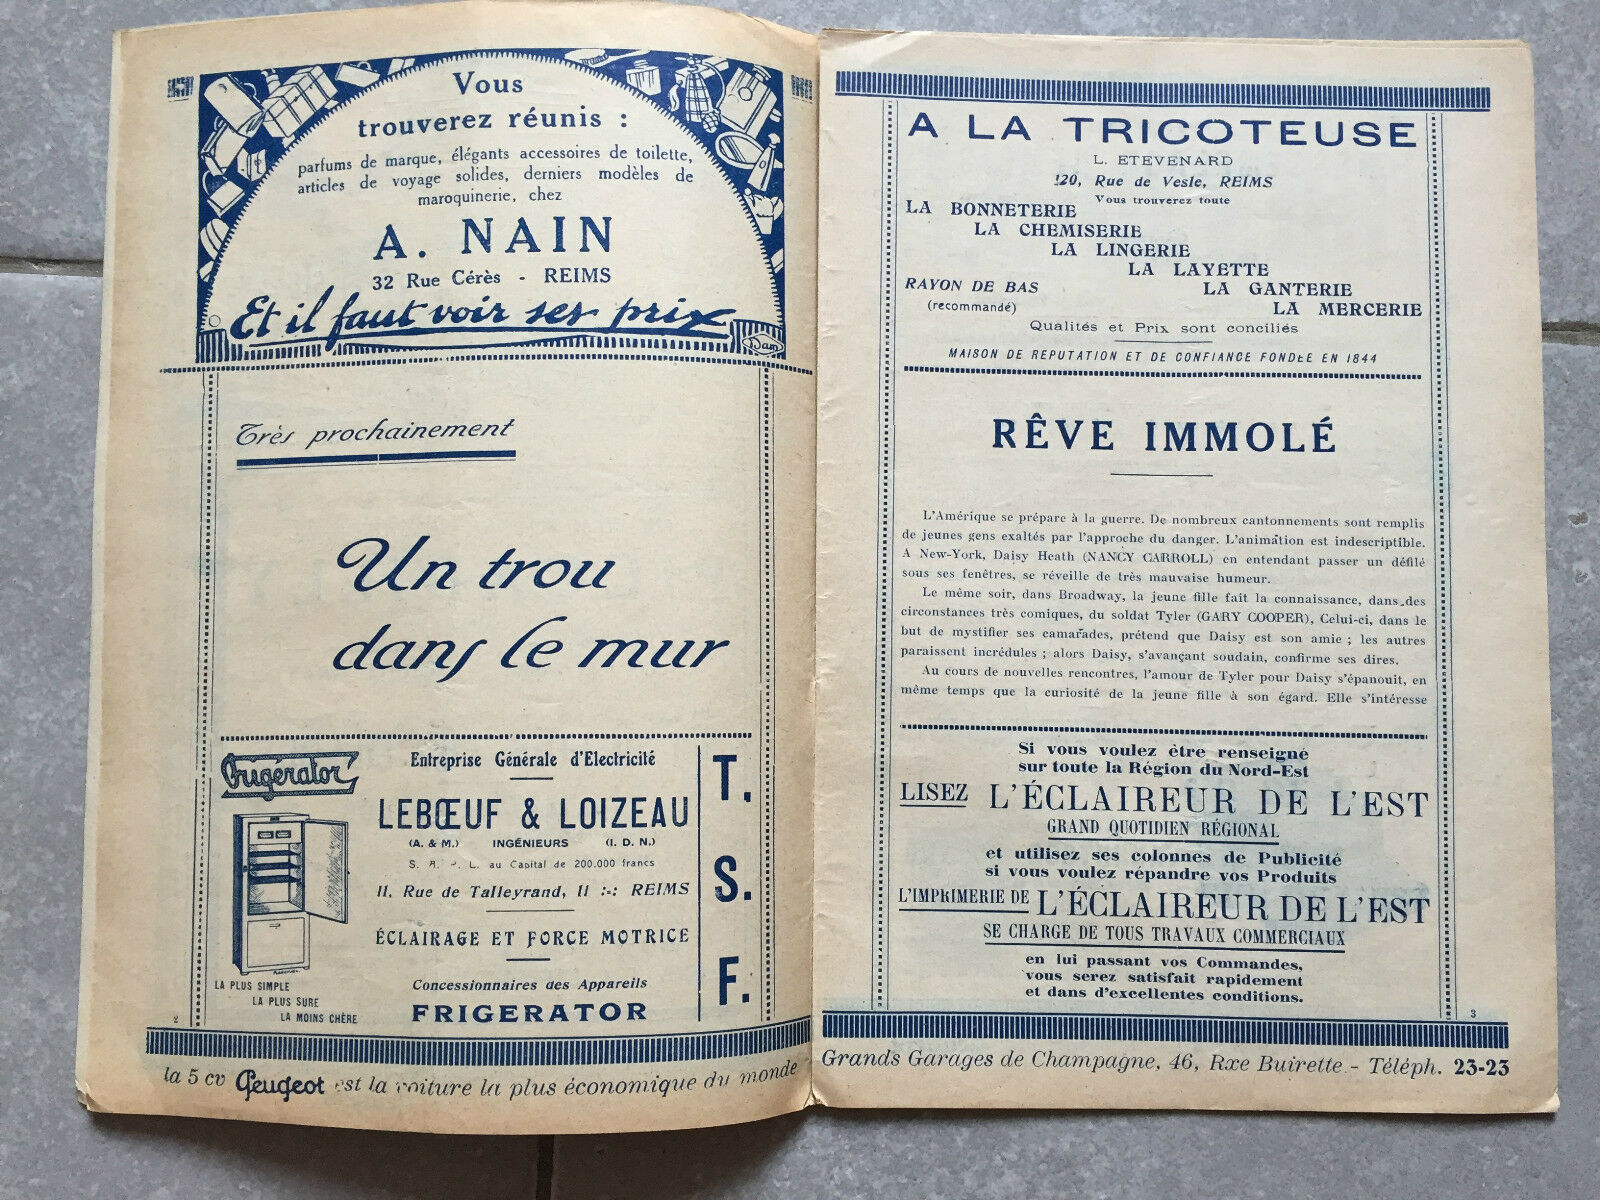 Vous
trouverez réunis :
parfums de marque, élégants accessoires de toilette,
articles de voyage solides, derniers modèles de
maroquinerie, chez
A. NAIN
32 Rue Cérès - REIMS
Et il faut voir ses prix
Très prochainement
Un trou
dans le mur
Frigérator
LA PLUS SIMPLE
LA PLUS SURE
LA MOINS CHÈRE
Entreprise Générale d'Electricité
LEBŒUF & LOIZEAU
(A. & M.) INGÉNIEURS (I. D. N.)
S. A. R. L. au Capital de 200.000 francs
11, Rue de Talleyrand, 11 :-: REIMS
ÉCLAIRAGE ET FORCE MOTRICE
Concessionnaires des Appareils
FRIGERATOR
T.
S.
F.
2
la 5 cv Peugeot est la voiture la plus économique du monde
A LA TRICOTEUSE
L. ETEVENARD
120, Rue de Vesle, REIMS
Vous trouverez toute
LA BONNETERIE
LA CHEMISERIE
LA LINGERIE
LA LAYETTE
RAYON DE BAS LA GANTERIE
(recommandé) LA MERCERIE
Qualités et Prix sont conciliés
MAISON DE REPUTATION ET DE CONFIANCE FONDEE EN 1844
RÊVE IMMOLÉ
L'Amérique se prépare à la guerre. De nombreux cantonnements sont remplis
de jeunes gens exaltés par l'approche du danger. L'animation est indescriptible.
A New-York, Daisy Heath (NANCY CARROLL) en entendant passer un défilé
sous ses fenêtres, se réveille de très mauvaise humeur.
Le même soir, dans Broadway, la jeune fille fait la connaissance, dans des
circonstances très comiques, du soldat Tyler (GARY COOPER), Celui-ci, dans le
but de mystifier ses camarades, prétend que Daisy est son amie ; les autres
paraissent incrédules ; alors Daisy, s'avançant soudain, confirme ses dires.
Au cours de nouvelles rencontres, l'amour de Tyler pour Daisy s'épanouit, en
même temps que la curiosité de la jeune fille à son égard. Elle s'intéresse
Si vous voulez être renseigné
sur toute la Région du Nord-Est
LISEZ L'ÉCLAIREUR DE L'EST
GRAND QUOTIDIEN RÉGIONAL
et utilisez ses colonnes de Publicité
si vous voulez répandre vos Produits
L'IMPRIMERIE DE L'ÉCLAIREUR DE L'EST
SE CHARGE DE TOUS TRAVAUX COMMERCIAUX
en lui passant vos Commandes,
vous serez satisfait rapidement
et dans d'excellentes conditions.
3
Grands Garages de Champagne, 46, Rxe Buirette - Téléph. 23-23